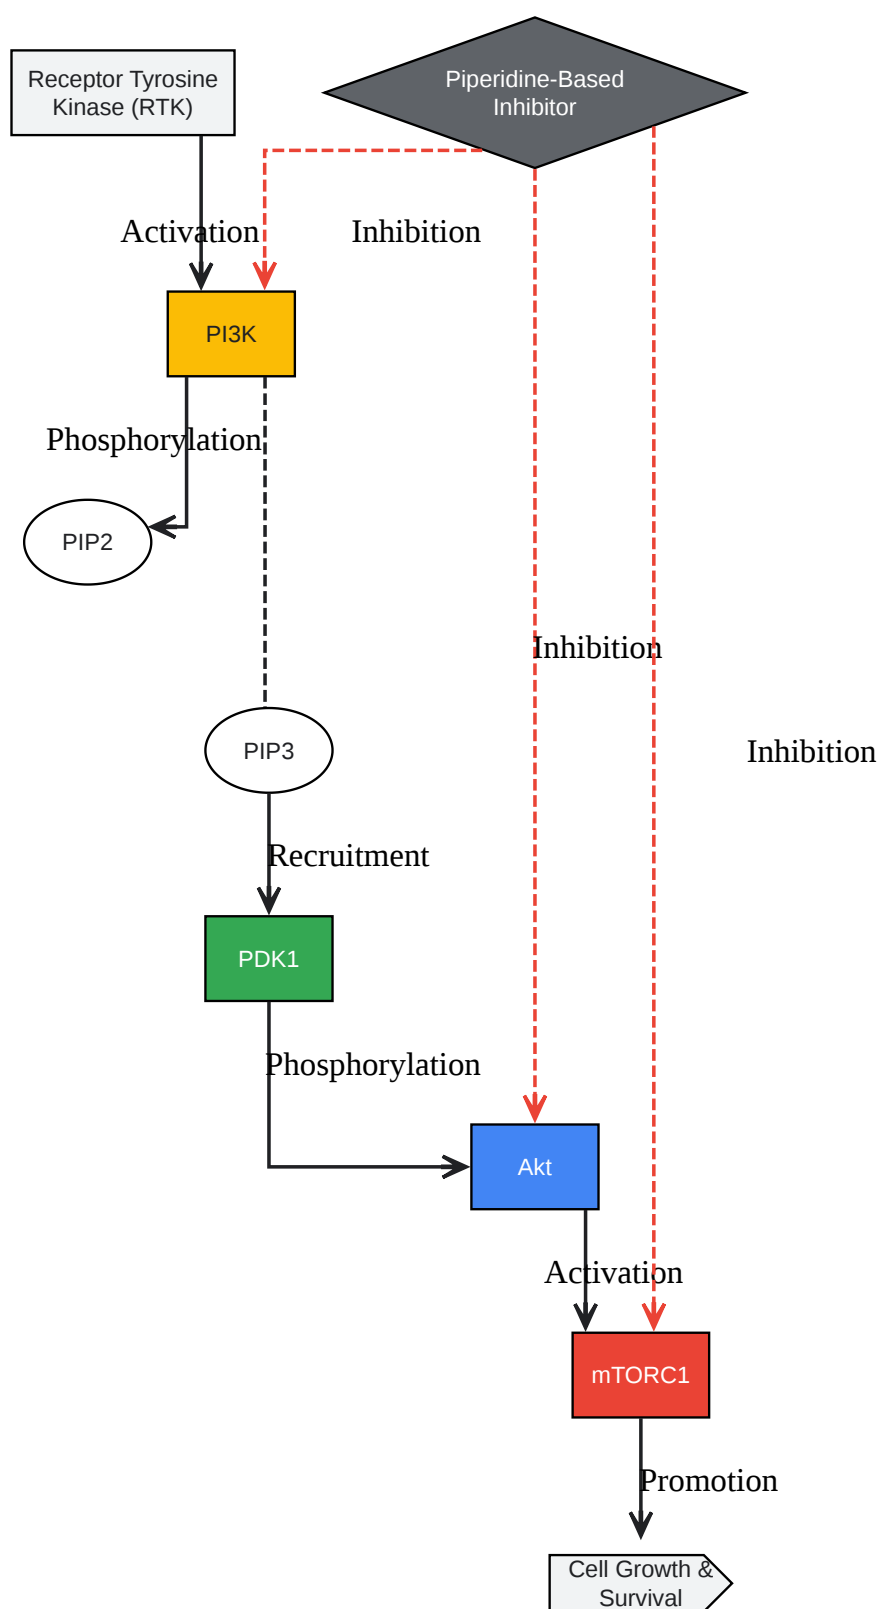 Receptor Tyrosine
Kinase (RTK)
Piperidine-Based
Inhibitor
Activation
Inhibition
PI3K
Phosphorylation
PIP2
Inhibition
PIP3
Inhibition
Recruitment
PDK1
Phosphorylation
Akt
Activation
mTORC1
Promotion
Cell Growth &
Survival